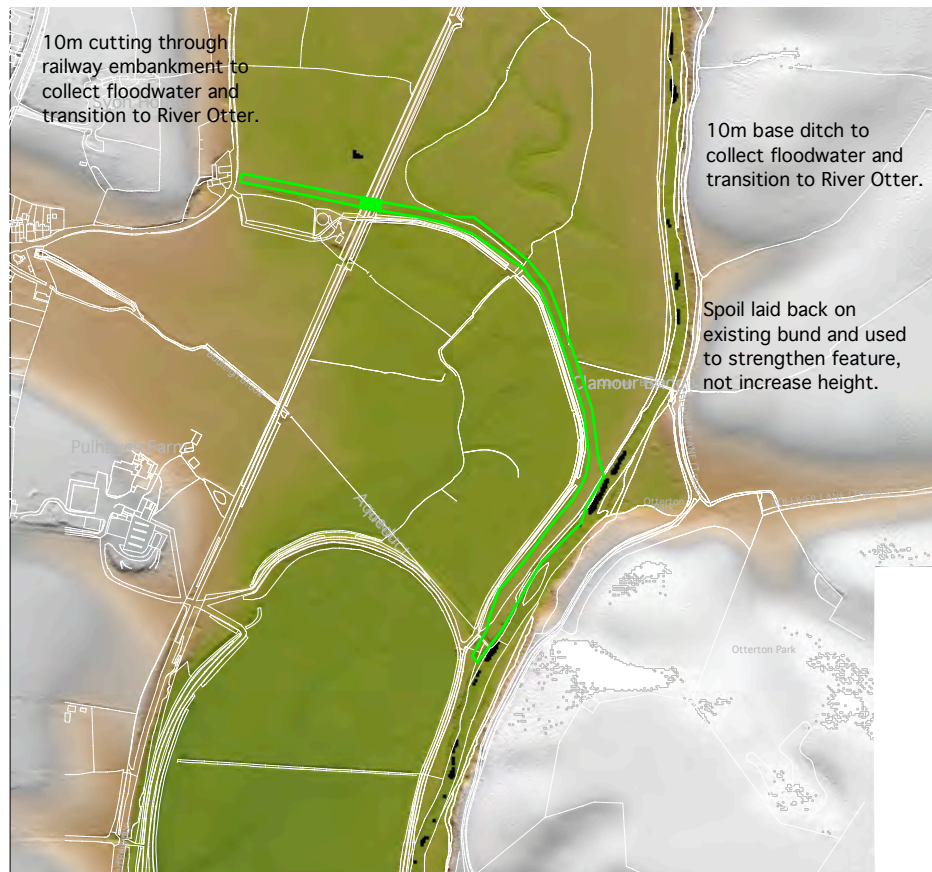 10m cutting through
railway embankment to
collect floodwater and
transition to River Otter.
10m base ditch to
collect floodwater and
transition to River Otter.
Spoil laid back on
existing bund and used
to strengthen feature,
not increase height.
Farm
Aqueduct
Otterton
Otterton Park